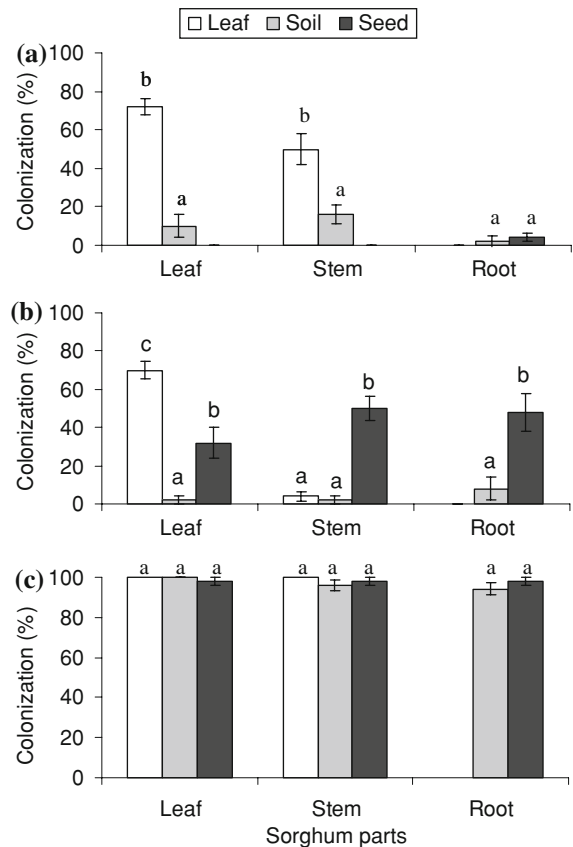 Leaf Soil Seed
(a)
Colonization (%)
100
80
60
40
20
0
b a b a a a
Leaf Stem Root
(b)
Colonization (%)
100
80
60
40
20
0
c a b a a b a b
Leaf Stem Root
(c)
Colonization (%)
100
80
60
40
20
0
a a a a a a a a
Leaf Stem Root
Sorghum parts